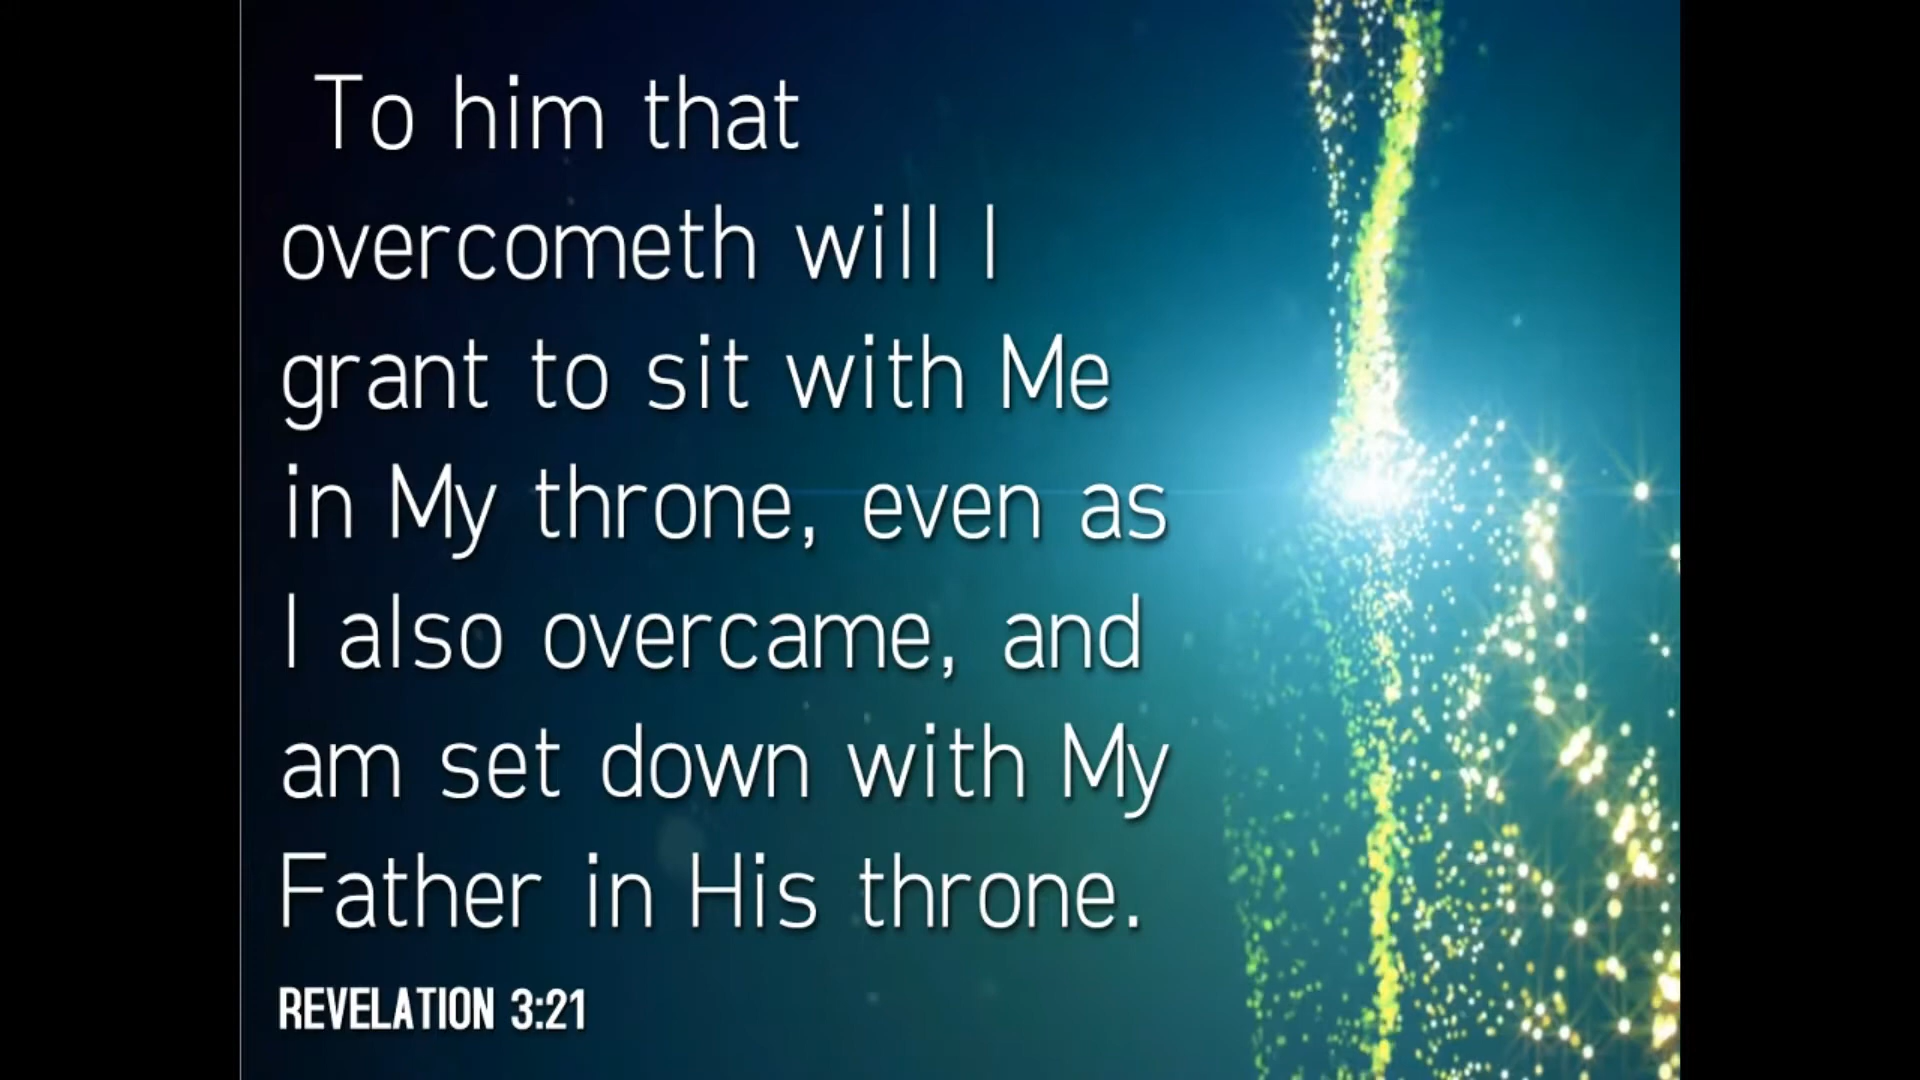 To him that
overcometh will I
grant to sit with Me
in My throne, even as
I also overcame, and
am set down with My
Father in His throne.
REVELATION 3:21